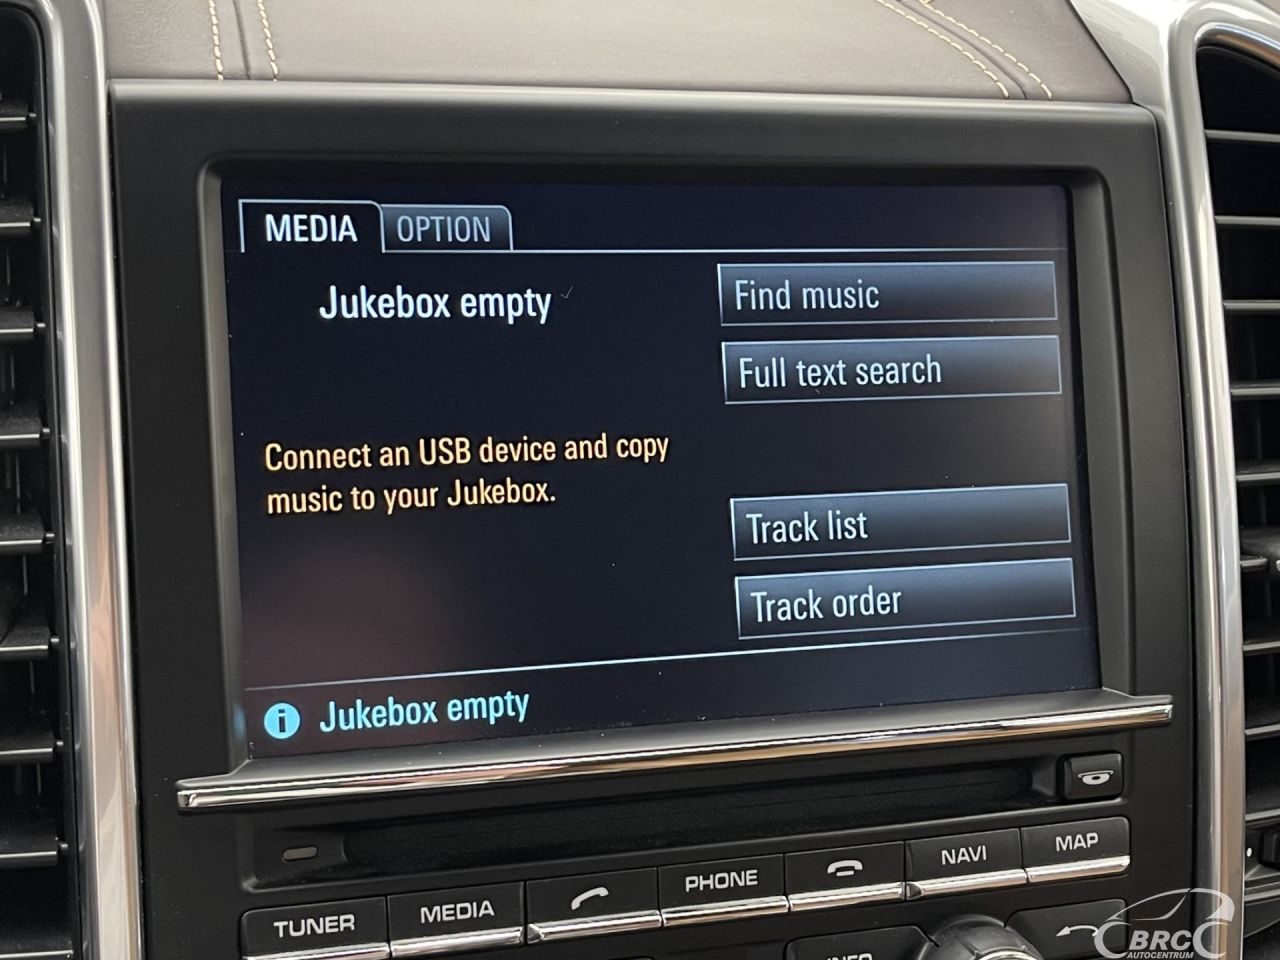 MEDIA OPTION
Jukebox empty
Find music
Full text search
Connect an USB device and copy
music to your Jukebox.
Track list
Track order
i Jukebox empty
TUNER MEDIA PHONE NAVI MAP
INFO
BRC
AUTOCENTRUM